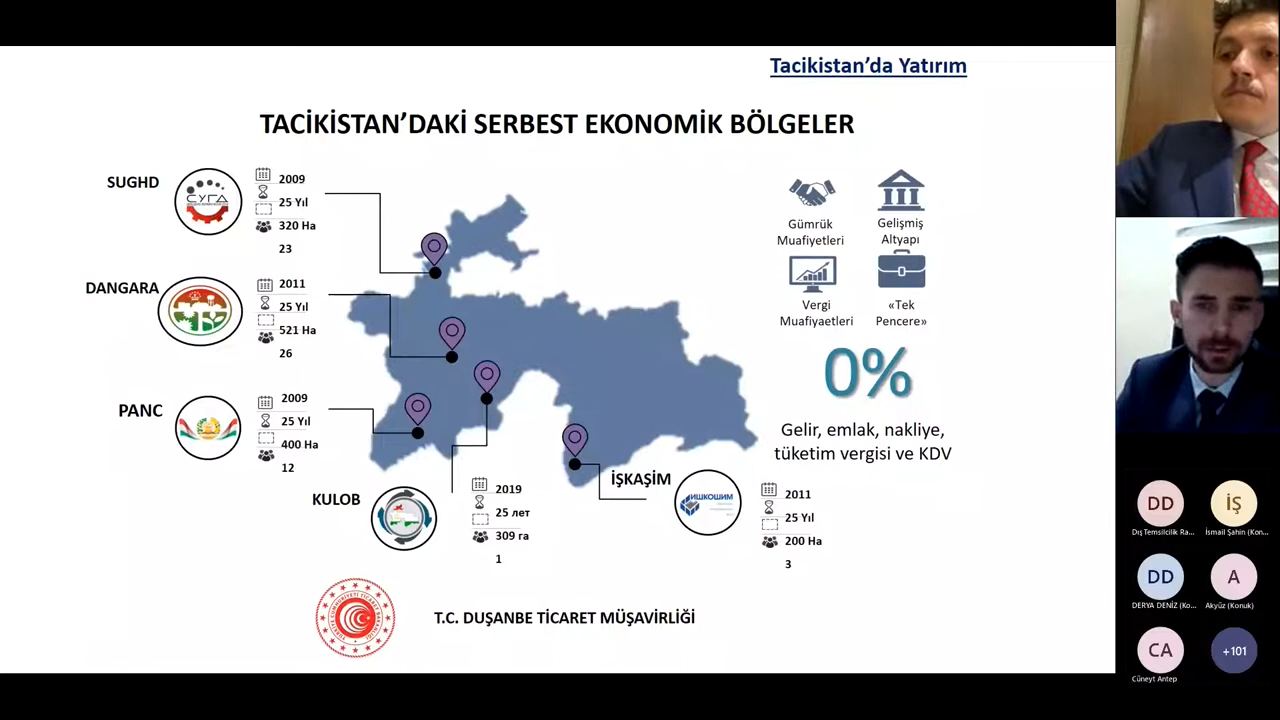 Tacikistan'da Yatırım
TACİKİSTAN'DAKİ SERBEST EKONOMİK BÖLGELER
SUGHD
СУГД
2009
25 Yıl
320 Ha
23
DANGARA
2011
25 Yıl
521 Ha
26
PANC
2009
25 Yıl
400 Ha
12
KULOB
2019
25 лет
309 га
1
İŞKAŞİM
ИШКОШИМ
2011
25 Yıl
200 Ha
3
Gümrük
Muafiyetleri
Gelişmiş
Altyapı
Vergi
Muafiyaetleri
«Tek
Pencere»
0%
Gelir, emlak, nakliye,
tüketim vergisi ve KDV
T.C. DUŞANBE TİCARET MÜŞAVİRLİĞİ
DD
Dış Temsilcilik Ra...
İŞ
İsmail Şahin (Kon...
DD
DERYA DENİZ (Ko...
A
Akyüz (Konuk)
CA
Cüneyt Antep
+101